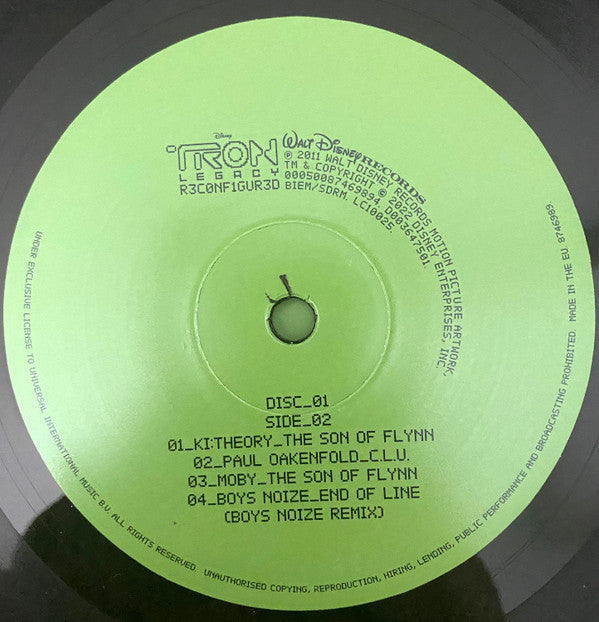 Disney
TRON
LEGACY
R3C0NF1GUR3D
WALT DISNEY RECORDS
℗ 2011 WALT DISNEY RECORDS MOTION PICTURE ARTWORK,
TM & COPYRIGHT © 2022 DISNEY ENTERPRISES, INC.
00050087469894. D003647501.
BIEM/SDRM. LC10025.
DISC_01
SIDE_02
01_KI:THEORY_THE SON OF FLYNN
02_PAUL OAKENFOLD_C.L.U.
03_MOBY_THE SON OF FLYNN
04_BOYS NOIZE_END OF LINE
(BOYS NOIZE REMIX)
UNDER EXCLUSIVE LICENSE TO UNIVERSAL INTERNATIONAL MUSIC B.V. ALL RIGHTS RESERVED UNAUTHORISED COPYING, REPRODUCTION, HIRING, LENDING, PUBLIC PERFORMANCE AND BROADCASTING PROHIBITED. MADE IN THE EU. 8746989.